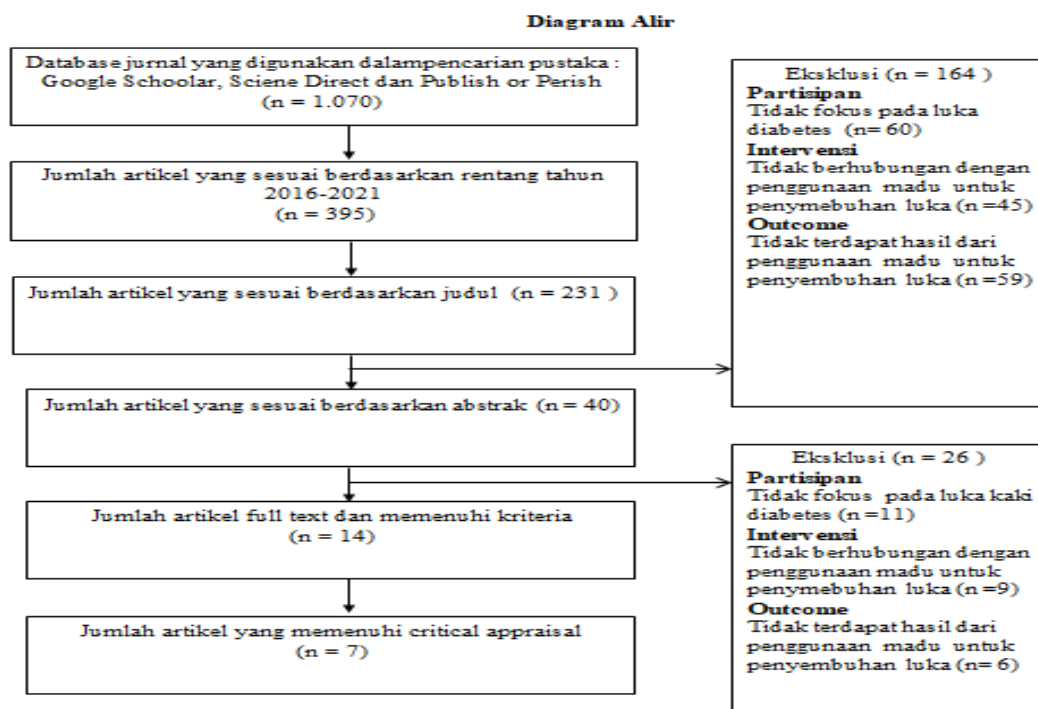 Diagram Alir
Database jurnal yang digunakan dalampencarian pustaka :
Google Schoolar, Sciene Direct dan Publish or Perish
(n = 1.070)
Jumlah artikel yang sesuai berdasarkan rentang tahun
2016-2021
(n = 395)
Jumlah artikel yang sesuai berdasarkan judul (n = 231 )
Eksklusi (n = 164 )
Partisipan
Tidak fokus pada luka
diabetes (n= 60)
Intervensi
Tidak berhubungan dengan
penggunaan madu untuk
penymebuhan luka (n =45)
Outcome
Tidak terdapat hasil dari
penggunaan madu untuk
penyembuhan luka (n =59)
Jumlah artikel yang sesuai berdasarkan abstrak (n = 40)
Jumlah artikel full text dan memenuhi kriteria
(n = 14)
Eksklusi (n = 26 )
Partisipan
Tidak fokus pada luka kaki
diabetes (n =11)
Intervensi
Tidak berhubungan dengan
penggunaan madu untuk
penymebuhan luka (n =9)
Outcome
Tidak terdapat hasil dari
penggunaan madu untuk
penyembuhan luka (n= 6)
Jumlah artikel yang memenuhi critical appraisal
(n = 7)